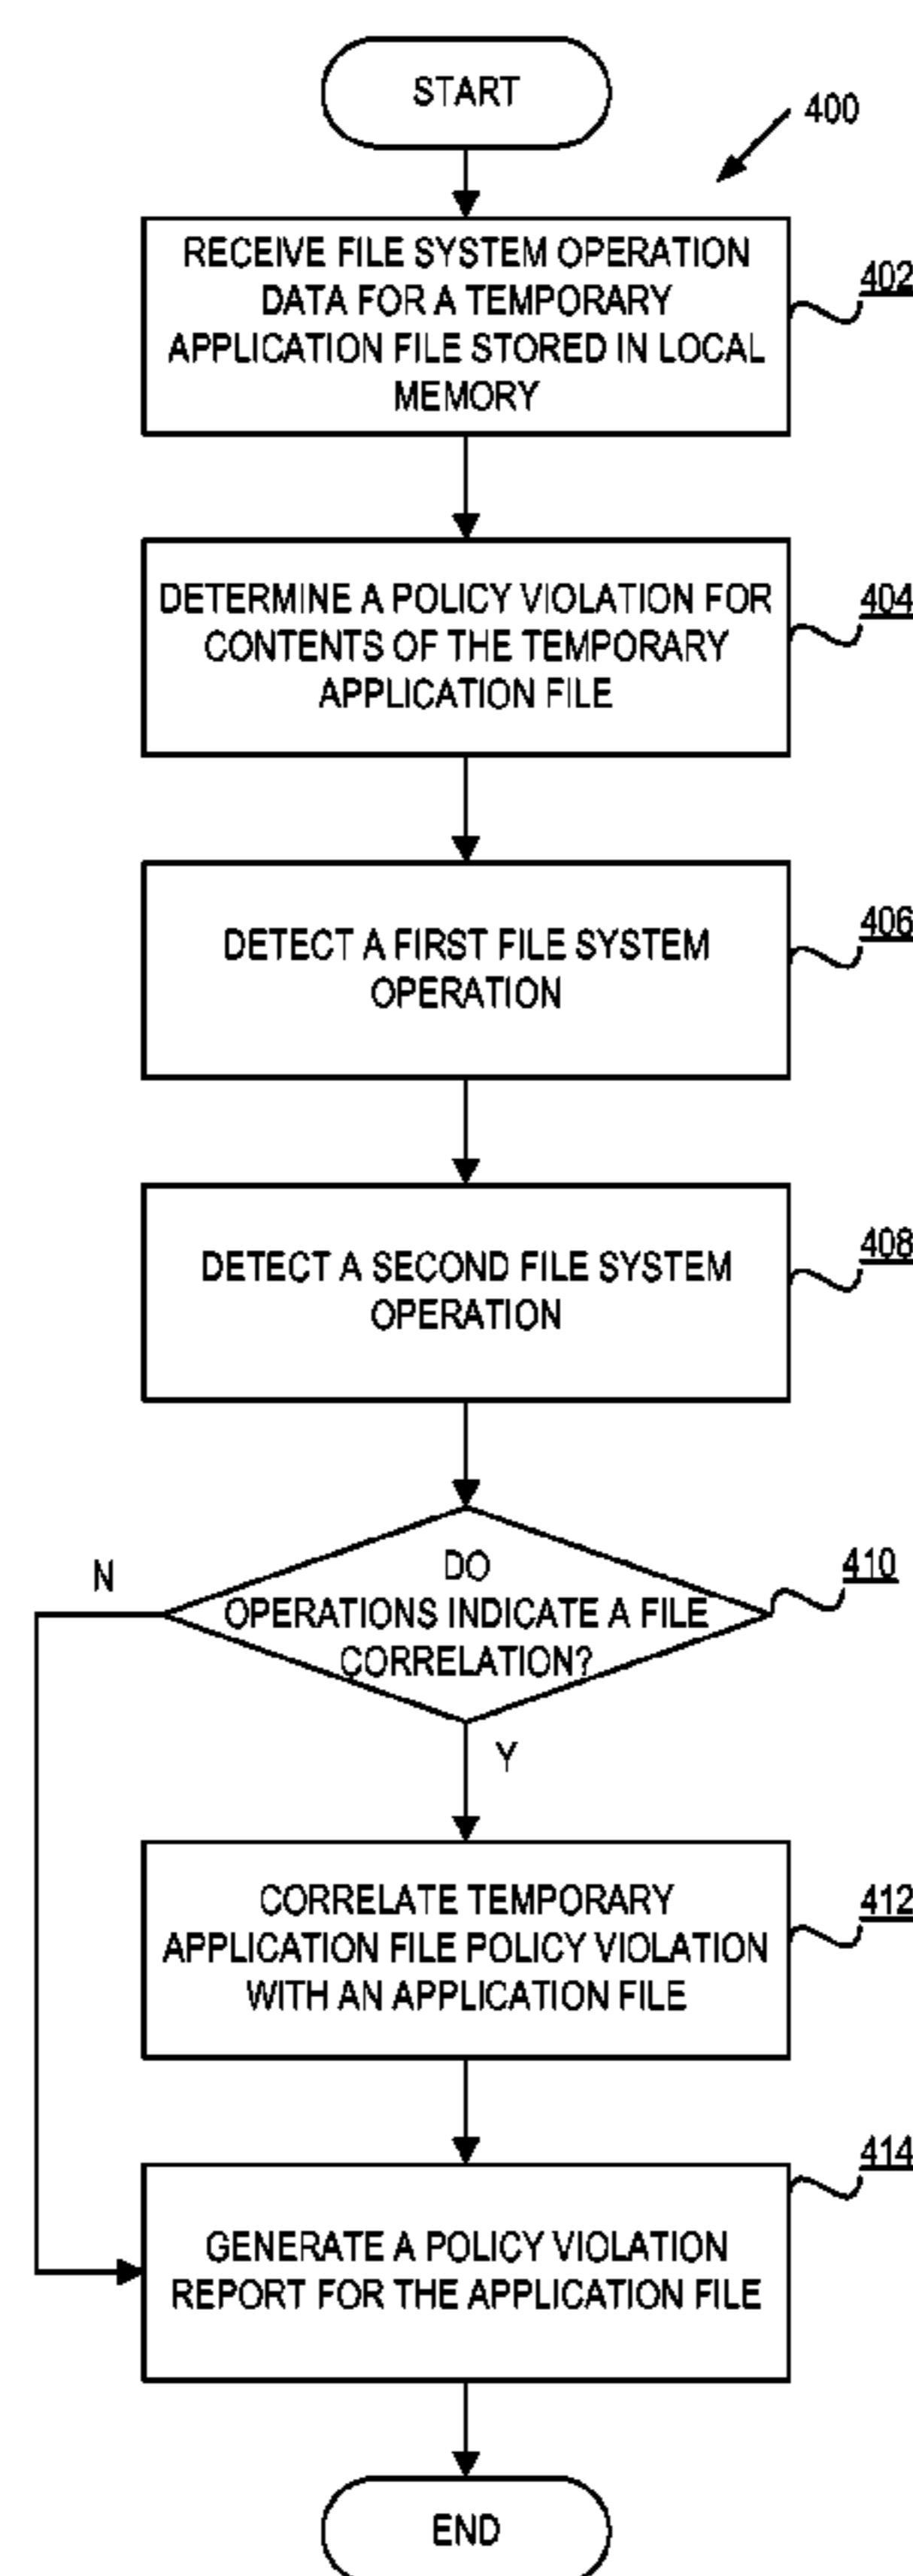 START
400
RECEIVE FILE SYSTEM OPERATION
DATA FOR A TEMPORARY
APPLICATION FILE STORED IN LOCAL
MEMORY
402
DETERMINE A POLICY VIOLATION FOR
CONTENTS OF THE TEMPORARY
APPLICATION FILE
404
DETECT A FIRST FILE SYSTEM
OPERATION
406
DETECT A SECOND FILE SYSTEM
OPERATION
408
DO
OPERATIONS INDICATE A FILE
CORRELATION?
410
N
Y
CORRELATE TEMPORARY
APPLICATION FILE POLICY VIOLATION
WITH AN APPLICATION FILE
412
GENERATE A POLICY VIOLATION
REPORT FOR THE APPLICATION FILE
414
END